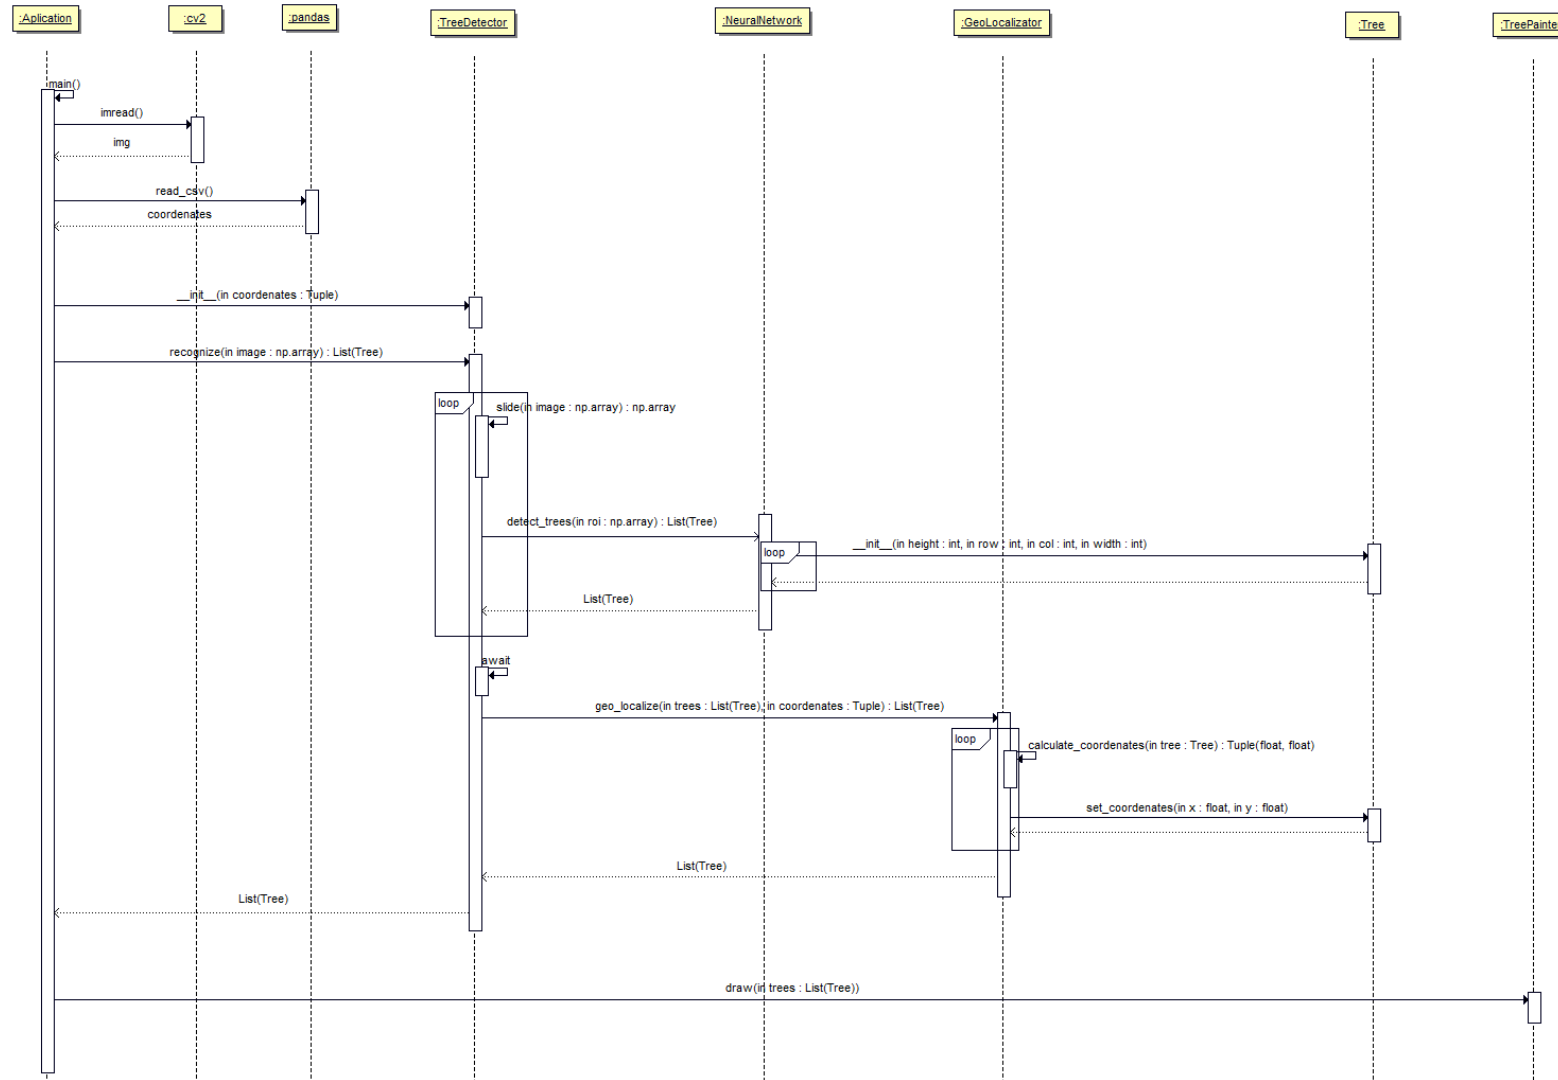 :Aplication
:cv2
:pandas
:TreeDetector
:NeuralNetwork
:GeoLocalizator
:Tree
:TreePainte
main()
imread()
img
read_csv()
coordenates
__init__(in coordenates : Tuple)
recognize(in image : np.array) : List(Tree)
loop
slide(in image : np.array) : np.array
detect_trees(in roi : np.array) : List(Tree)
loop
__init__(in height : int, in row : int, in col : int, in width : int)
List(Tree)
await
geo_localize(in trees : List(Tree), in coordenates : Tuple) : List(Tree)
loop
calculate_coordenates(in tree : Tree) : Tuple(float, float)
set_coordenates(in x : float, in y : float)
List(Tree)
List(Tree)
draw(in trees : List(Tree))